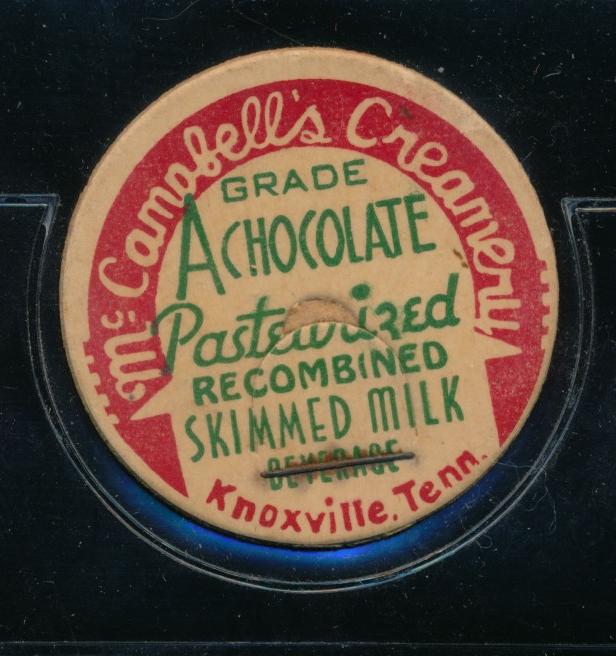 McCampbell's Creamery
GRADE
A CHOCOLATE
Pasteurized
RECOMBINED
SKIMMED MILK
BEVERAGE
Knoxville, Tenn.